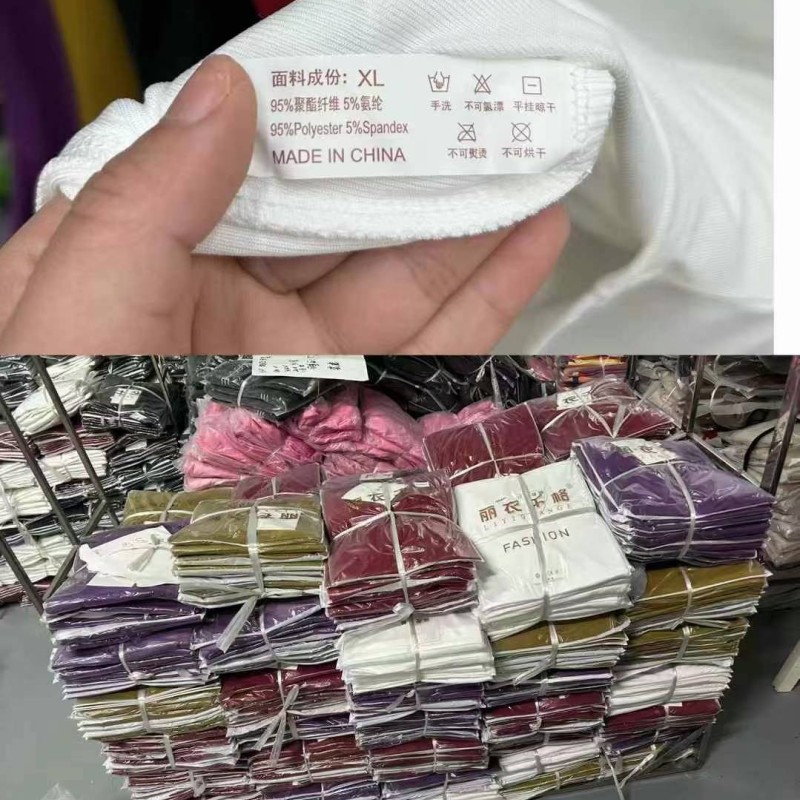 面料成份: XL
95%聚酯纤维 5%氨纶
95%Polyester 5%Spandex
MADE IN CHINA
手洗
不可氯漂
平挂晾干
不可熨烫
不可烘干
丽衣
FASHION